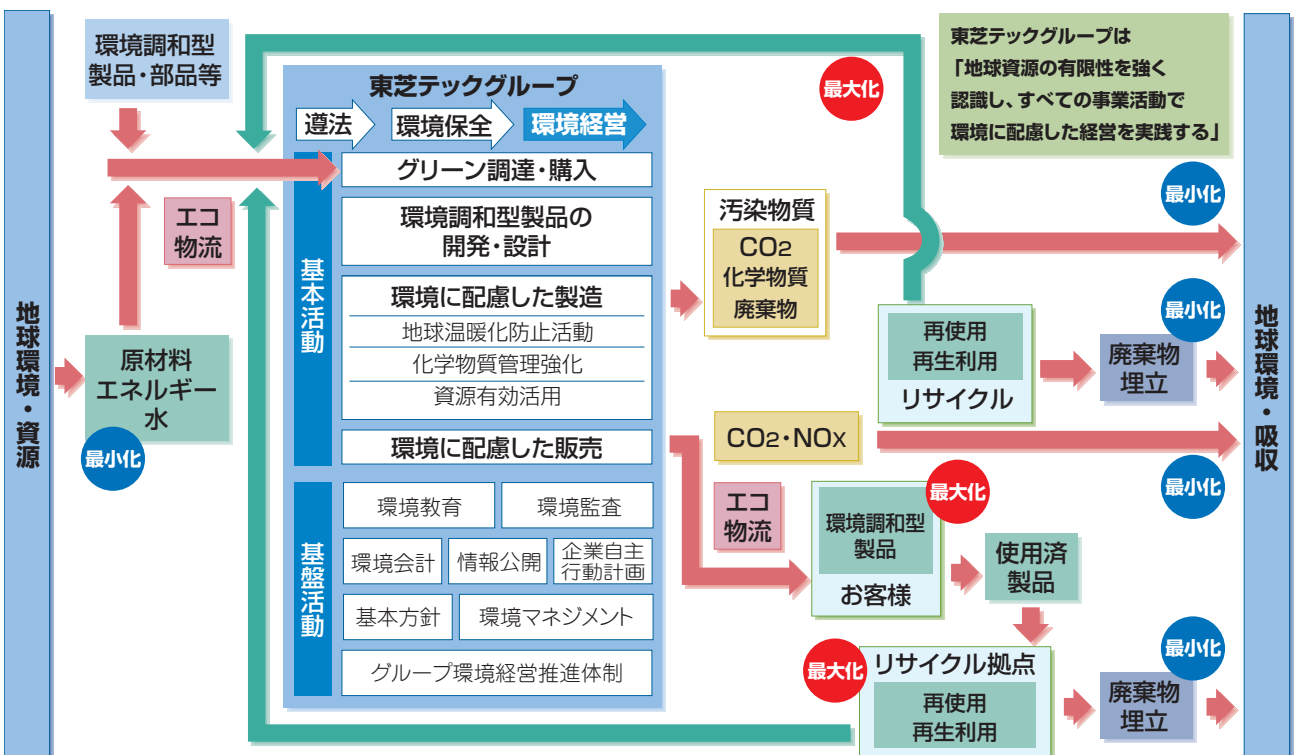 地球環境・資源
環境調和型
製品・部品等
エコ
物流
原材料
エネルギー
水
最小化
東芝テックグループ
遵法
環境保全
環境経営
基本活動
グリーン調達・購入
環境調和型製品の
開発・設計
環境に配慮した製造
地球温暖化防止活動
化学物質管理強化
資源有効活用
環境に配慮した販売
基盤活動
環境教育
環境監査
環境会計
情報公開
企業自主
行動計画
基本方針
環境マネジメント
グループ環境経営推進体制
最大化
東芝テックグループは
「地球資源の有限性を強く
認識し、すべての事業活動で
環境に配慮した経営を実践する」
汚染物質
CO2
化学物質
廃棄物
最小化
再使用
再生利用
リサイクル
最小化
廃棄物
埋立
CO2・NOx
最小化
エコ
物流
最大化
環境調和型
製品
お客様
使用済
製品
最大化
リサイクル拠点
再使用
再生利用
最小化
廃棄物
埋立
地球環境・吸収